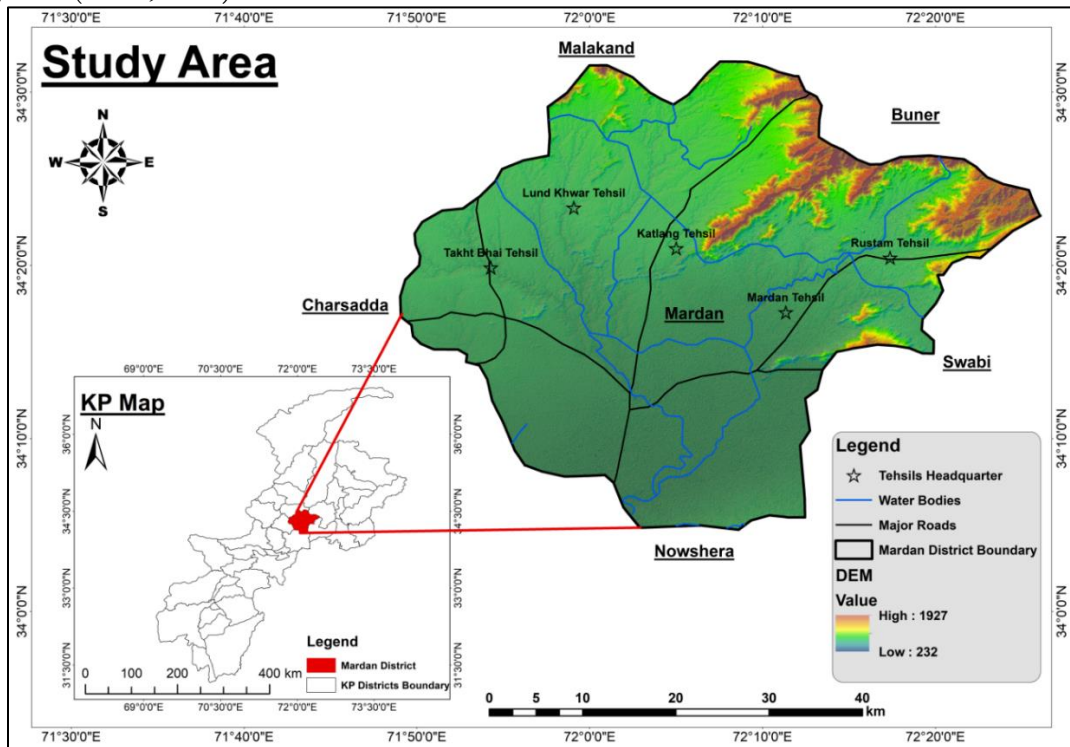 71°30'0"E 71°40'0"E 71°50'0"E 72°0'0"E 72°10'0"E 72°20'0"E
Study Area
Malakand
34°30'0"N
34°30'0"N
N
W E
S
Buner
Lund Khwar Tehsil
Katlang Tehsil
Rustam Tehsil
Takht Bhai Tehsil
34°20'0"N
34°20'0"N
Mardan Tehsil
Charsadda
Mardan
Swabi
69°0'0"E 70°30'0"E 72°0'0"E 73°30'0"E
KP Map
N
36°0'0"N
36°0'0"N
34°30'0"N
34°30'0"N
33°0'0"N
33°0'0"N
31°30'0"N
31°30'0"N
Legend
Mardan District
KP Districts Boundary
0 100 200 400 km
69°0'0"E 70°30'0"E 72°0'0"E 73°30'0"E
34°10'0"N
34°10'0"N
Nowshera
Legend
Tehsils Headquarter
Water Bodies
Major Roads
Mardan District Boundary
DEM
Value
High : 1927
Low : 232
34°0'0"N
34°0'0"N
0 5 10 20 30 40
km
71°30'0"E 71°40'0"E 71°50'0"E 72°0'0"E 72°10'0"E 72°20'0"E